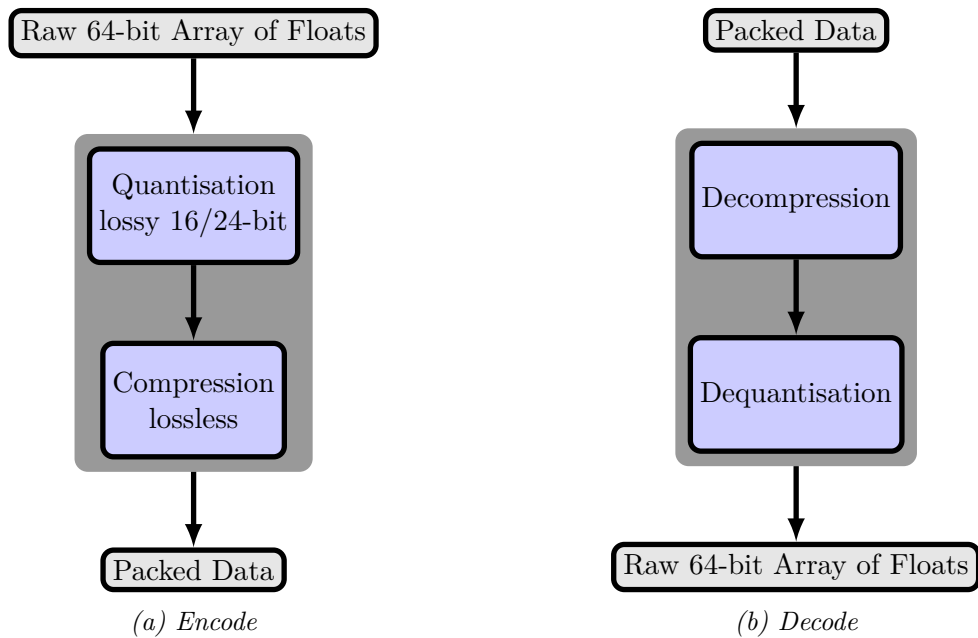 Raw 64-bit Array of Floats
Quantisation
lossy 16/24-bit
Compression
lossless
Packed Data
(a) Encode
Packed Data
Decompression
Dequantisation
Raw 64-bit Array of Floats
(b) Decode